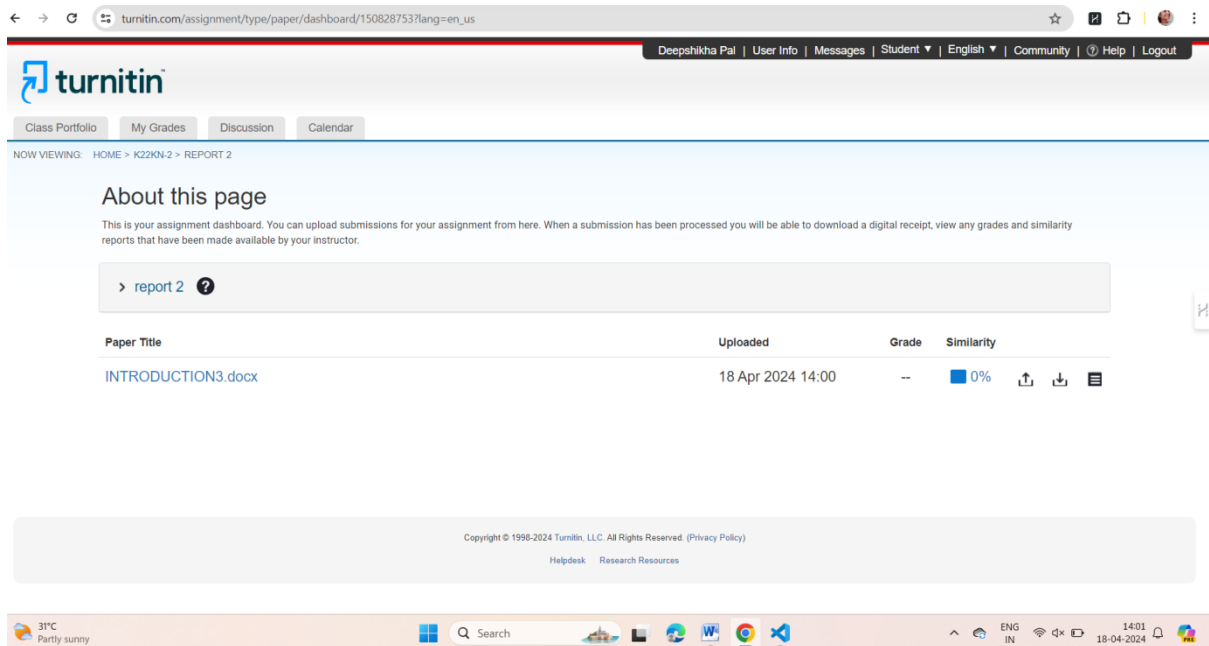 turnitin.com/assignment/type/paper/dashboard/150828753?lang=en_us
Deepshikha Pal | User Info | Messages | Student ▼ | English ▼ | Community | ? Help | Logout
turnitin
Class Portfolio My Grades Discussion Calendar
NOW VIEWING: HOME > K22KN-2 > REPORT 2
About this page
This is your assignment dashboard. You can upload submissions for your assignment from here. When a submission has been processed you will be able to download a digital receipt, view any grades and similarity
reports that have been made available by your instructor.
> report 2 ?
Paper Title Uploaded Grade Similarity
INTRODUCTION3.docx 18 Apr 2024 14:00 -- 0%
Copyright © 1998-2024 Turnitin, LLC. All Rights Reserved. (Privacy Policy)
Helpdesk Research Resources
31°C
Partly sunny
Search
ENG
IN
14:01
18-04-2024